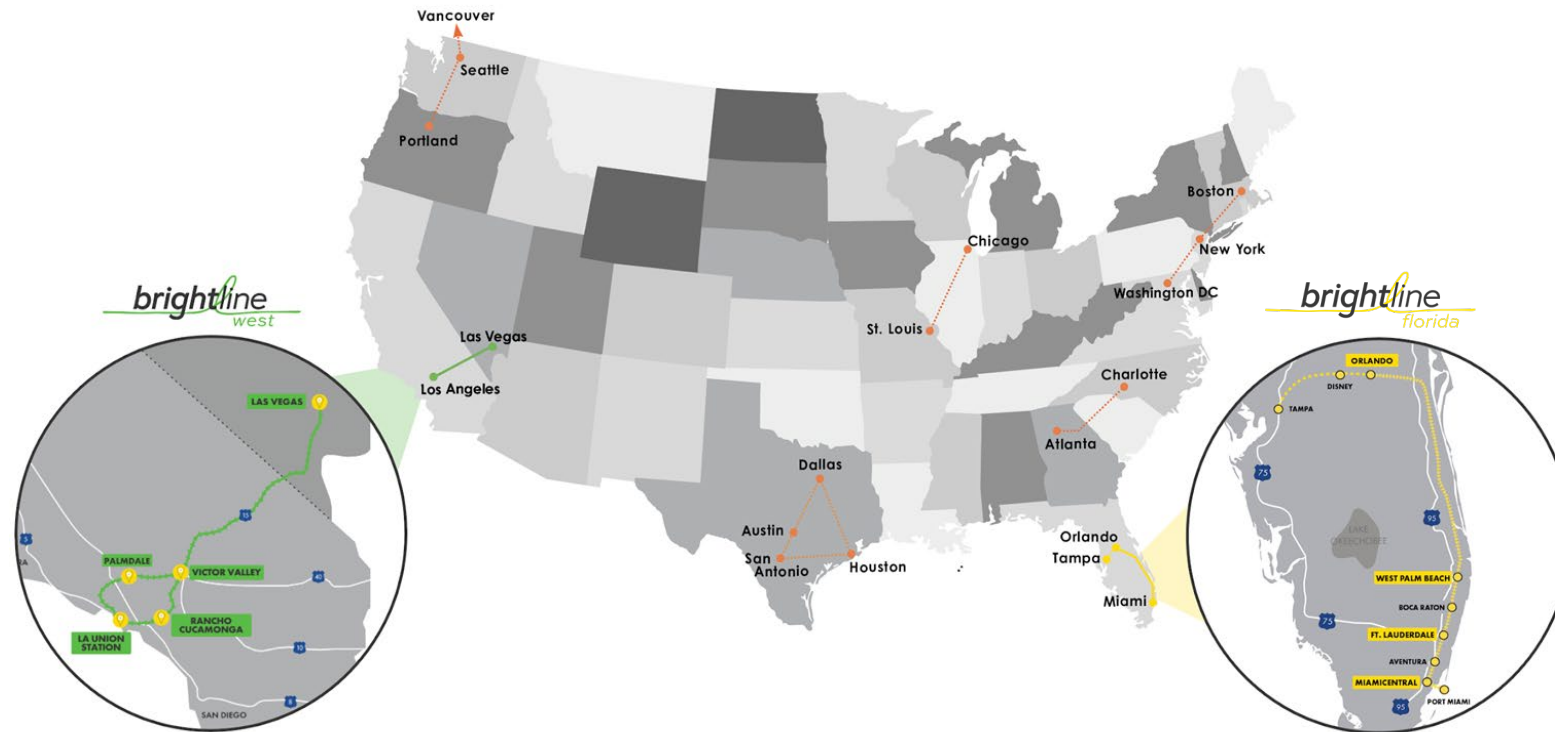 Vancouver
Seattle
Portland
Boston
Chicago
New York
Washington DC
St. Louis
Las Vegas
Los Angeles
Charlotte
Atlanta
Dallas
Austin
San
Antonio
Houston
Orlando
Tampa
Miami
brightline
west
LAS VEGAS
15
5
PALMDALE
VICTOR VALLEY
40
RANCHO
CUCAMONGA
LA UNION
STATION
10
8
SAN DIEGO
brightline
florida
ORLANDO
DISNEY
TAMPA
75
95
LAKE
OKEECHOBEE
WEST PALM BEACH
BOCA RATON
75
FT. LAUDERDALE
AVENTURA
MIAMICENTRAL
PORT MIAMI
95